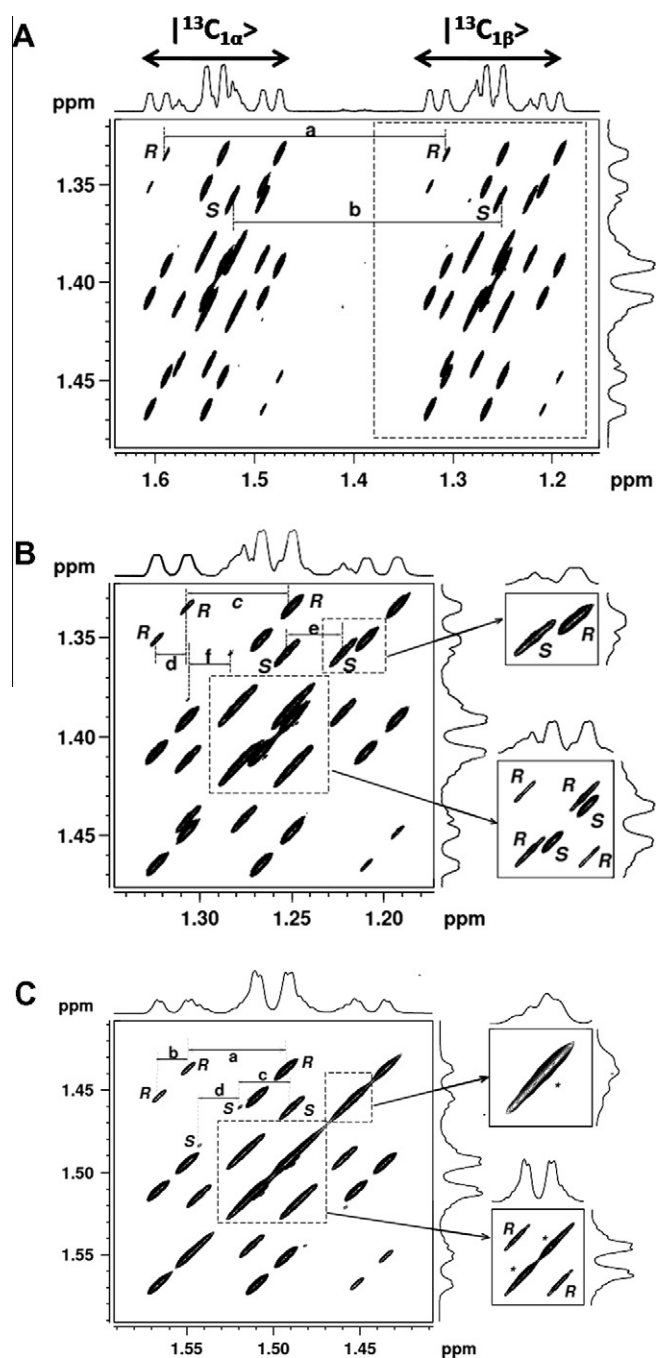 A
|¹³C₁α> |¹³C₁β>
ppm
R a R
1.35
S b S
1.40
1.45
1.6 1.5 1.4 1.3 1.2 ppm
B
ppm
R c R
R
1.35
d f e
S S
*
S R
1.40
R R
S
S
R R
1.45
1.30 1.25 1.20 ppm
C
ppm
b a
R R
R
1.45
d c
S S
S
*
1.50
R *
* R
1.55
1.55 1.50 1.45 ppm